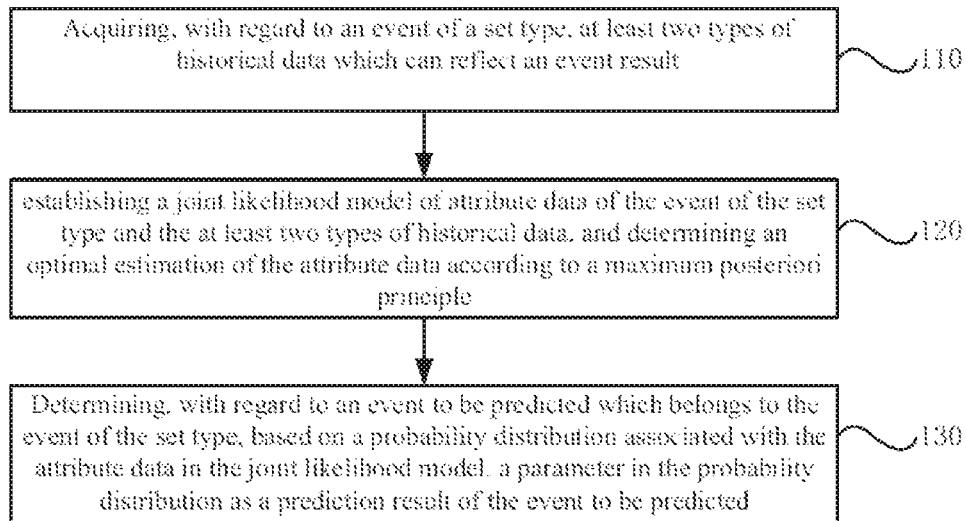 Acquiring, with regard to an event of a set type, at least two types of
historical data which can reflect an event result
110
establishing a joint likelihood model of attribute data of the event of the set
type and the at least two types of historical data, and determining an
optimal estimation of the attribute data according to a maximum posteriori
principle
120
Determining, with regard to an event to be predicted which belongs to the
event of the set type, based on a probability distribution associated with the
attribute data in the joint likelihood model, a parameter in the probability
distribution as a prediction result of the event to be predicted
130